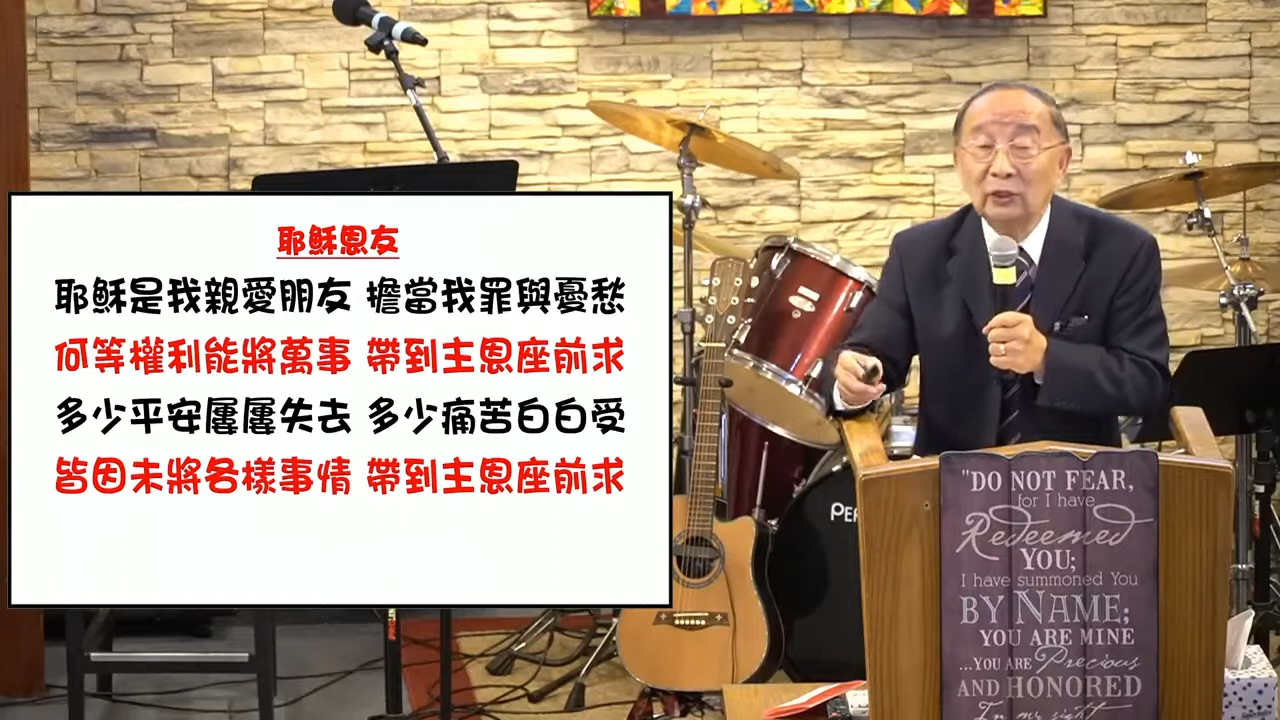 耶穌恩友
耶穌是我親愛朋友 擔當我罪與憂愁
何等權利能將萬事 帶到主恩座前求
多少平安屢屢失去 多少痛苦白白受
皆因未將各樣事情 帶到主恩座前求
"DO NOT FEAR,
for I have
Redeemed
YOU;
I have summoned You
BY NAME;
YOU ARE MINE
...YOU ARE Precious
AND HONORED
In my sight